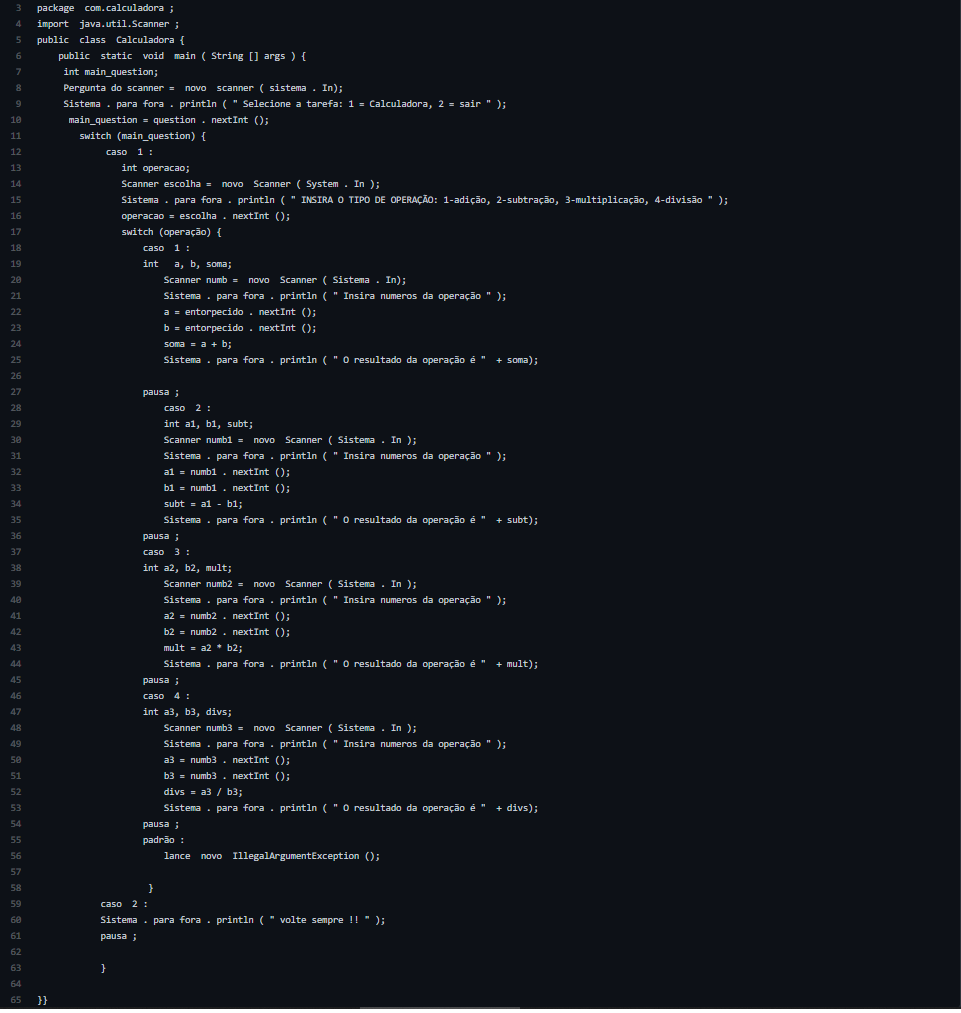 3 package com.calculadora ;
4 import java.util.Scanner ;
5 public class Calculadora {
6 public static void main ( String [] args ) {
7 int main_question;
8 Pergunta do scanner = novo scanner ( sistema . In);
9 Sistema . para fora . println ( " Selecione a tarefa: 1 = Calculadora, 2 = sair " );
10 main_question = question . nextInt ();
11 switch (main_question) {
12 caso 1 :
13 int operacao;
14 Scanner escolha = novo Scanner ( System . In );
15 Sistema . para fora . println ( " INSIRA O TIPO DE OPERAÇÃO: 1-adição, 2-subtração, 3-multiplicação, 4-divisão " );
16 operacao = escolha . nextInt ();
17 switch (operação) {
18 caso 1 :
19 int a, b, soma;
20 Scanner numb = novo Scanner ( Sistema . In);
21 Sistema . para fora . println ( " Insira numeros da operação " );
22 a = entorpecido . nextInt ();
23 b = entorpecido . nextInt ();
24 soma = a + b;
25 Sistema . para fora . println ( " O resultado da operação é " + soma);
26
27 pausa ;
28 caso 2 :
29 int a1, b1, subt;
30 Scanner numb1 = novo Scanner ( Sistema . In );
31 Sistema . para fora . println ( " Insira numeros da operação " );
32 a1 = numb1 . nextInt ();
33 b1 = numb1 . nextInt ();
34 subt = a1 - b1;
35 Sistema . para fora . println ( " O resultado da operação é " + subt);
36 pausa ;
37 caso 3 :
38 int a2, b2, mult;
39 Scanner numb2 = novo Scanner ( Sistema . In );
40 Sistema . para fora . println ( " Insira numeros da operação " );
41 a2 = numb2 . nextInt ();
42 b2 = numb2 . nextInt ();
43 mult = a2 * b2;
44 Sistema . para fora . println ( " O resultado da operação é " + mult);
45 pausa ;
46 caso 4 :
47 int a3, b3, divs;
48 Scanner numb3 = novo Scanner ( Sistema . In );
49 Sistema . para fora . println ( " Insira numeros da operação " );
50 a3 = numb3 . nextInt ();
51 b3 = numb3 . nextInt ();
52 divs = a3 / b3;
53 Sistema . para fora . println ( " O resultado da operação é " + divs);
54 pausa ;
55 padrão :
56 lance novo IllegalArgumentException ();
57
58 }
59 caso 2 :
60 Sistema . para fora . println ( " volte sempre !! " );
61 pausa ;
62
63 }
64
65 }}